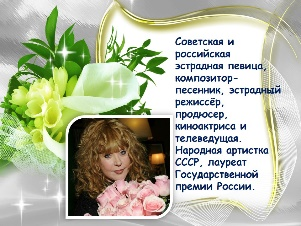 Советская и
российская
эстрадная певица,
композитор-
песенник, эстрадный
режиссёр,
продюсер,
киноактриса и
телеведущая.
Народная артистка
СССР, лауреат
Государственной
премии России.